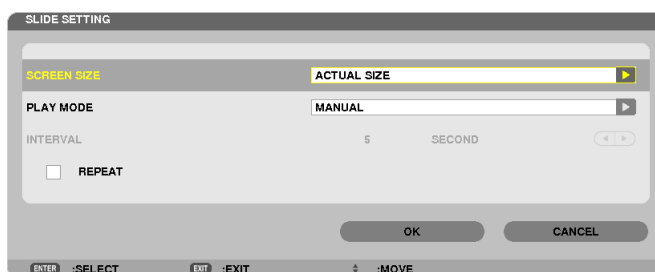 SLIDE SETTING
SCREEN SIZE ACTUAL SIZE
PLAY MODE MANUAL
INTERVAL 5 SECOND
REPEAT
OK CANCEL
ENTER :SELECT EXIT :EXIT :MOVE